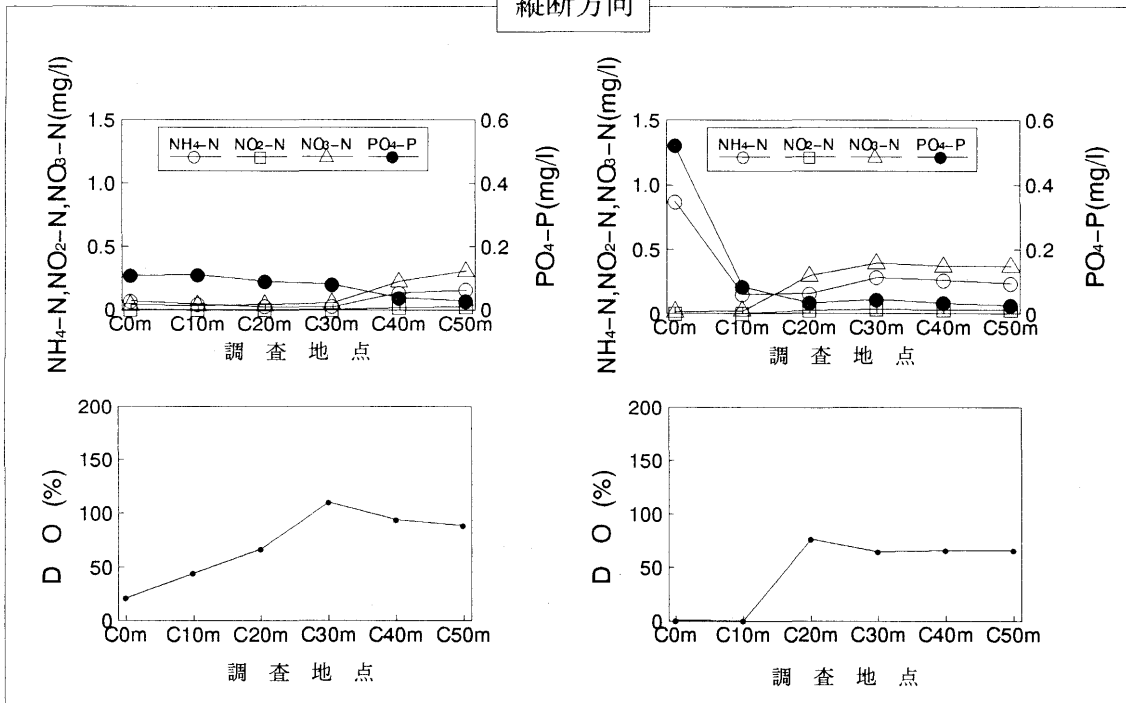 縦断方向
NH4-N,NO2-N,NO3-N(mg/l)
1.5
1.0
0.5
0
NH4-N NO2-N NO3-N PO4-P
0.6
0.4
0.2
0
PO4-P(mg/l)
C0m C10m C20m C30m C40m C50m
調査地点
NH4-N,NO2-N,NO3-N(mg/l)
1.5
1.0
0.5
0
NH4-N NO2-N NO3-N PO4-P
0.6
0.4
0.2
0
PO4-P(mg/l)
C0m C10m C20m C30m C40m C50m
調査地点
DO (%)
200
150
100
50
0
C0m C10m C20m C30m C40m C50m
調査地点
DO (%)
200
150
100
50
0
C0m C10m C20m C30m C40m C50m
調査地点